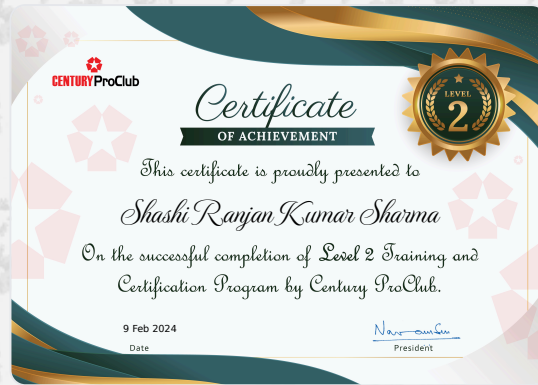 CENTURY ProClub
Certificate
OF ACHIEVEMENT
LEVEL
2
This certificate is proudly presented to
Shashi Ranjan Kumar Sharma
On the successful completion of Level 2 Training and
Certification Program by Century ProClub.
9 Feb 2024
Date
President